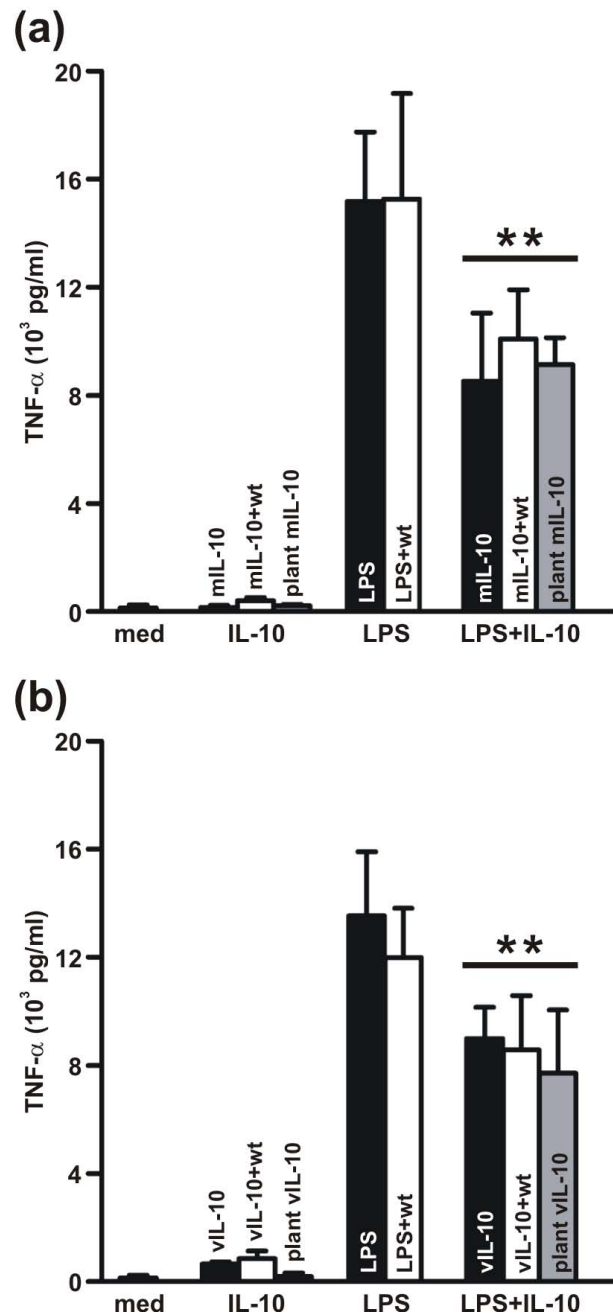 (a)
TNF-α (10³ pg/ml)
20
16
12
8
4
0
**
mIL-10
mIL-10+wt
plant mIL-10
LPS
LPS+wt
mIL-10
mIL-10+wt
plant mIL-10
med IL-10 LPS LPS+IL-10
(b)
TNF-α (10³ pg/ml)
20
16
12
8
4
0
**
vIL-10
vIL-10+wt
plant vIL-10
LPS
LPS+wt
vIL-10
vIL-10+wt
plant vIL-10
med IL-10 LPS LPS+IL-10